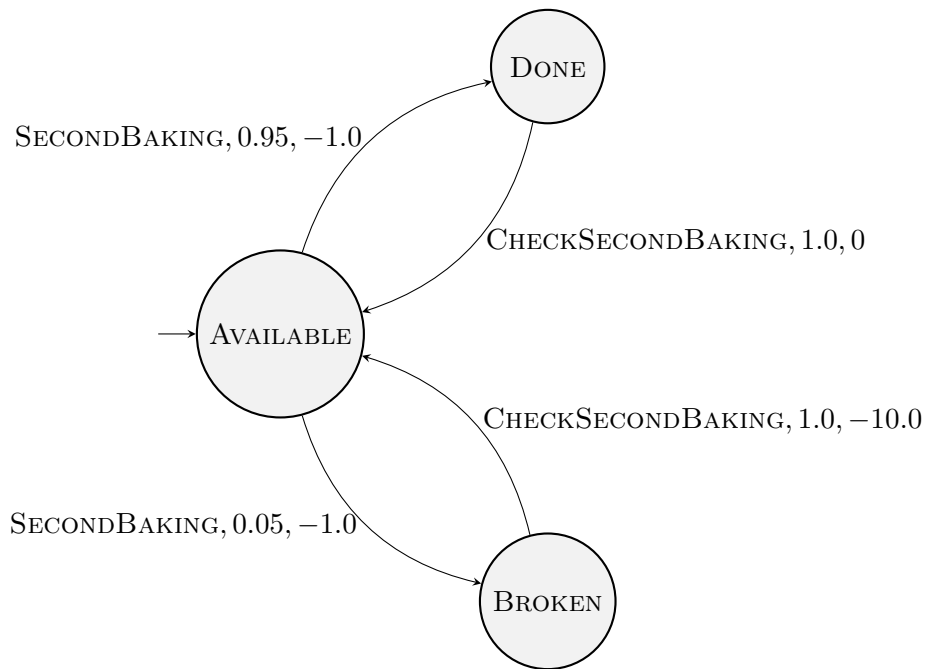 DONE
SECONDBAKING, 0.95, −1.0
CHECKSECONDBAKING, 1.0, 0
AVAILABLE
CHECKSECONDBAKING, 1.0, −10.0
SECONDBAKING, 0.05, −1.0
BROKEN